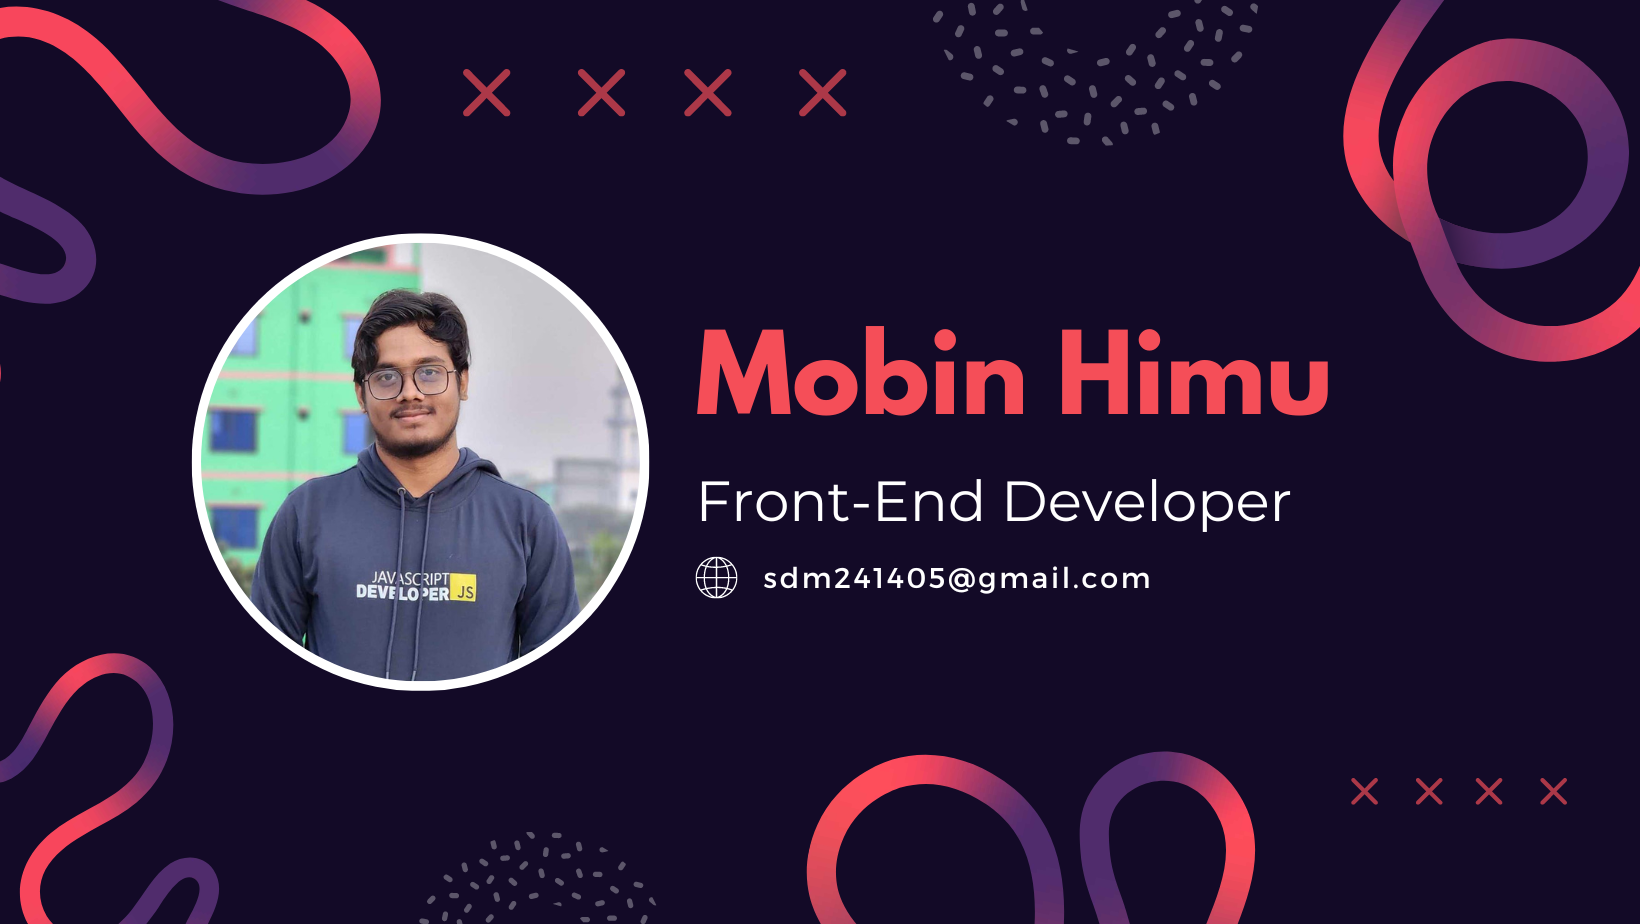 Mobin Himu
Front-End Developer
sdm241405@gmail.com
JAVASCRIPT
DEVELOPER JS